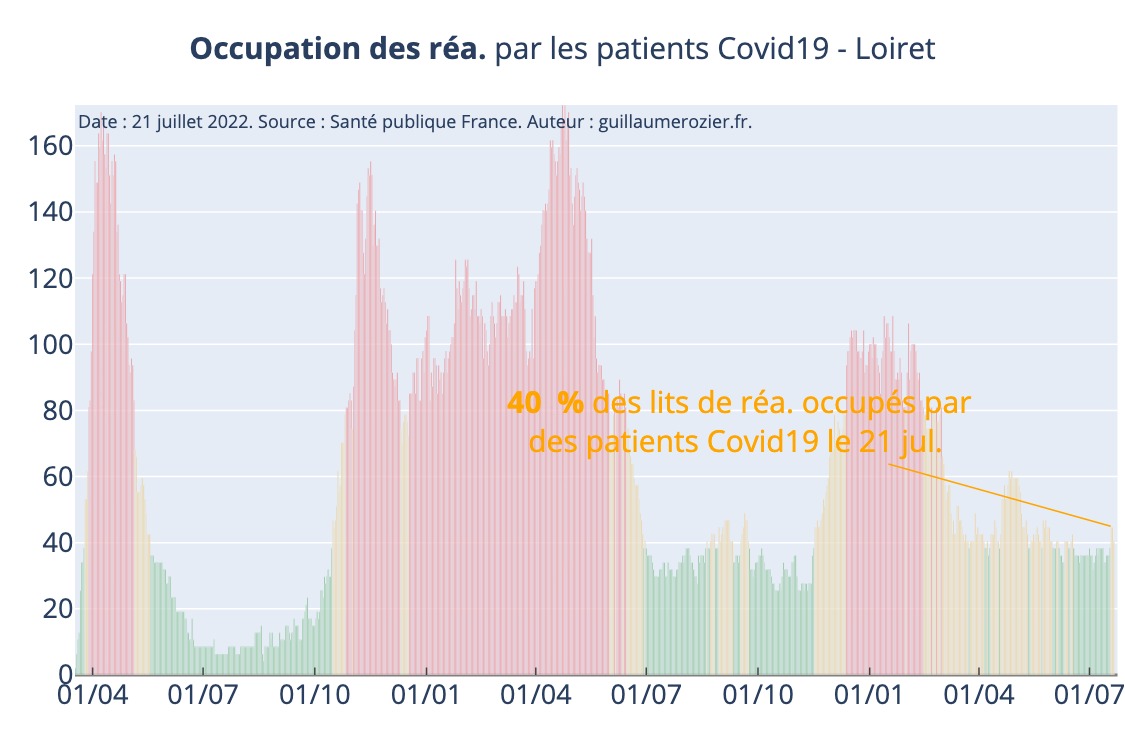 Occupation des réa. par les patients Covid19 - Loiret
Date : 21 juillet 2022. Source : Santé publique France. Auteur : guillaumerozier.fr.
160
140
120
100
80
60
40
20
0
40 % des lits de réa. occupés par
des patients Covid19 le 21 jul.
01/04 01/07 01/10 01/01 01/04 01/07 01/10 01/01 01/04 01/07